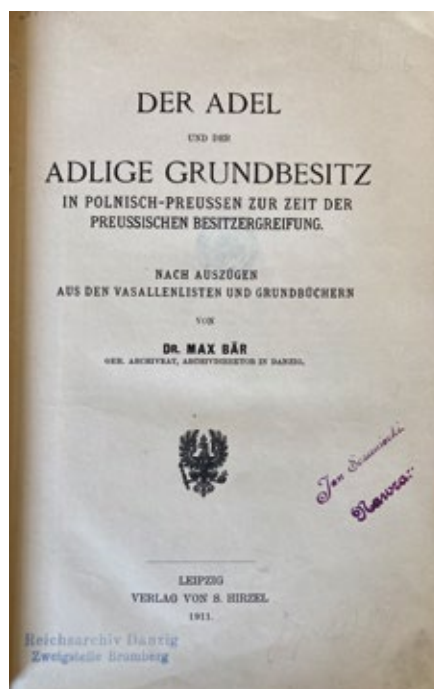 DER ADEL
UND DER
ADLIGE GRUNDBESITZ
IN POLNISCH-PREUSSEN ZUR ZEIT DER
PREUSSISCHEN BESITZERGREIFUNG.
NACH AUSZÜGEN
AUS DEN VASALLENLISTEN UND GRUNDBÜCHERN
VON
DR. MAX BÄR
GEH. ARCHIVRAT, ARCHIVDIREKTOR IN DANZIG.
Jan
Nawra
LEIPZIG
VERLAG VON S. HIRZEL
1911.
Reichsarchiv Danzig
Zweigstelle Bromberg